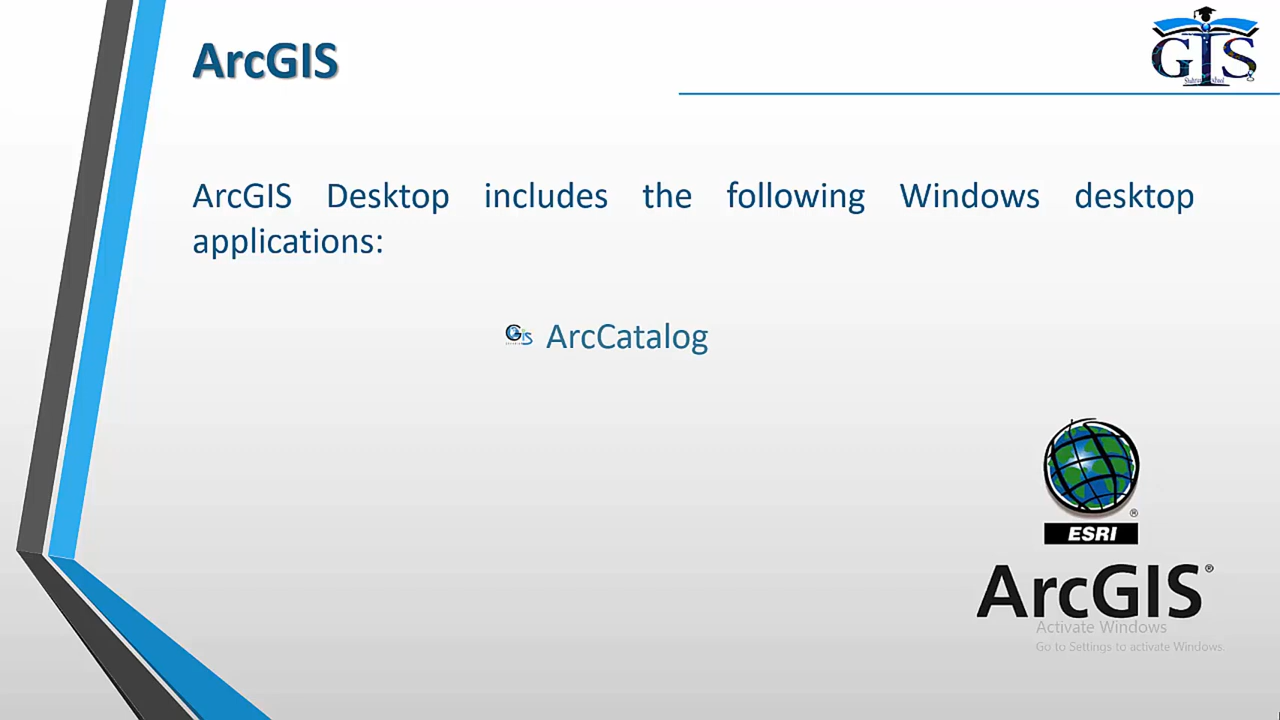 ArcGIS
GIS
ArcGIS Desktop includes the following Windows desktop
applications:
GIS ArcCatalog
ESRI
ArcGIS
Activate Windows
Go to Settings to activate Windows.